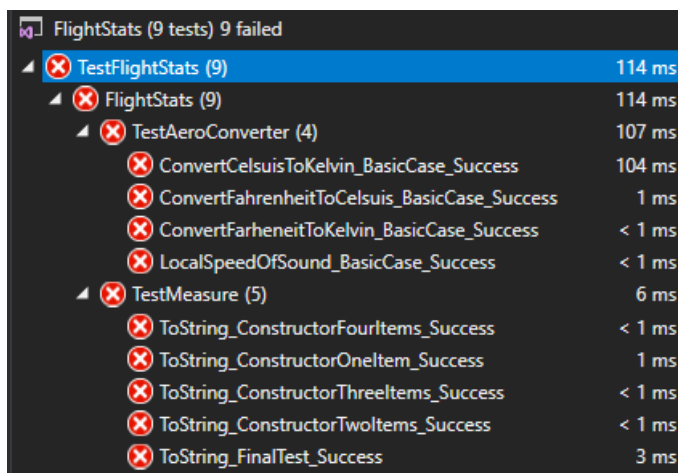 FlightStats (9 tests) 9 failed
TestFlightStats (9) 114 ms
FlightStats (9) 114 ms
TestAeroConverter (4) 107 ms
ConvertCelsuisToKelvin_BasicCase_Success 104 ms
ConvertFahrenheitToCelsuis_BasicCase_Success 1 ms
ConvertFarheneitToKelvin_BasicCase_Success < 1 ms
LocalSpeedOfSound_BasicCase_Success < 1 ms
TestMeasure (5) 6 ms
ToString_ConstructorFourItems_Success < 1 ms
ToString_ConstructorOneItem_Success 1 ms
ToString_ConstructorThreeItems_Success < 1 ms
ToString_ConstructorTwoItems_Success < 1 ms
ToString_FinalTest_Success 3 ms